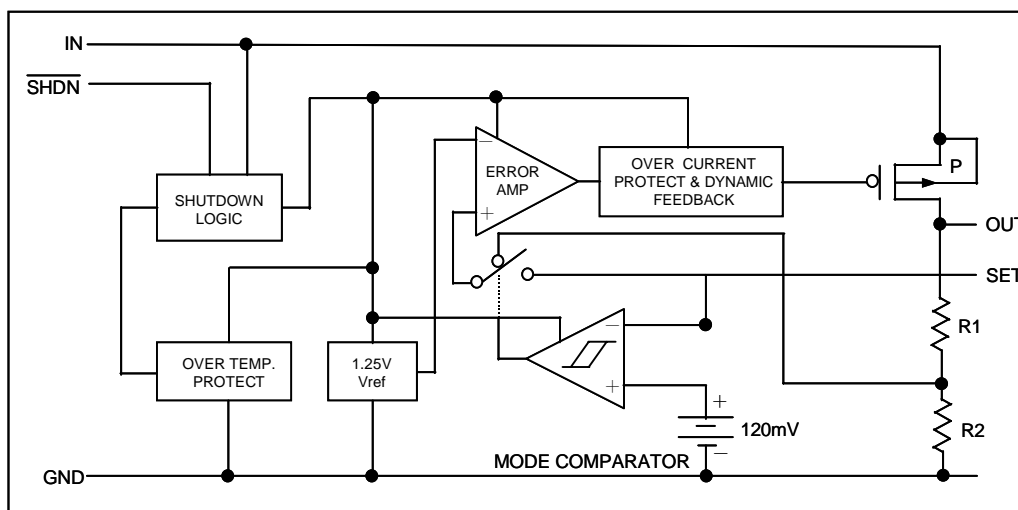 IN
SHDN
P
−
ERROR
AMP
+
OVER CURRENT
PROTECT & DYNAMIC
FEEDBACK
SHUTDOWN
LOGIC
OUT
SET
R1
−
OVER TEMP.
PROTECT
1.25V
Vref
+
+
120mV
−
R2
MODE COMPARATOR
GND